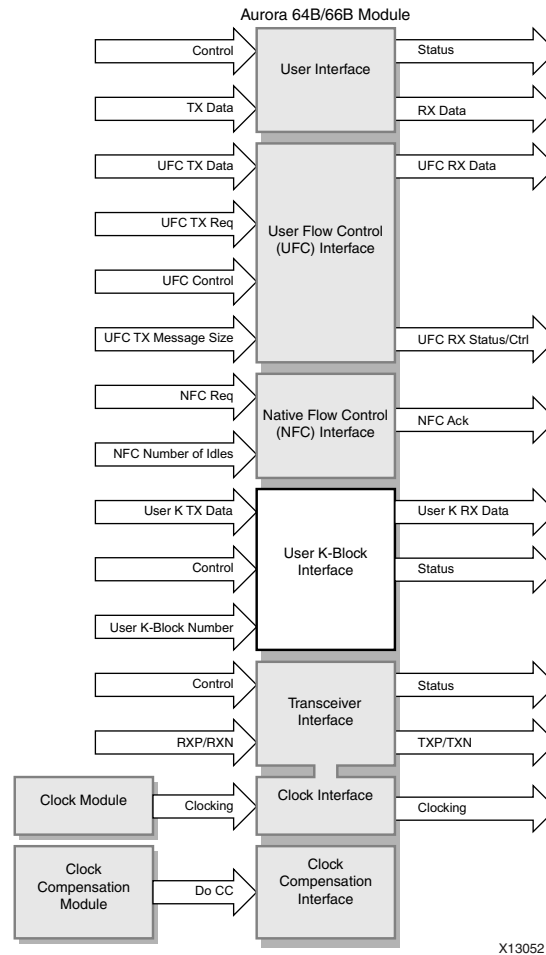 Aurora 64B/66B Module
Control
User Interface
Status
TX Data
RX Data
UFC TX Data
UFC RX Data
UFC TX Req
User Flow Control
(UFC) Interface
UFC Control
UFC TX Message Size
UFC RX Status/Ctrl
NFC Req
Native Flow Control
(NFC) Interface
NFC Ack
NFC Number of Idles
User K TX Data
User K RX Data
User K-Block
Interface
Control
Status
User K-Block Number
Control
Status
Transceiver
Interface
RXP/RXN
TXP/TXN
Clock Module
Clocking
Clock Interface
Clocking
Clock
Compensation
Module
Do CC
Clock
Compensation
Interface
X13052